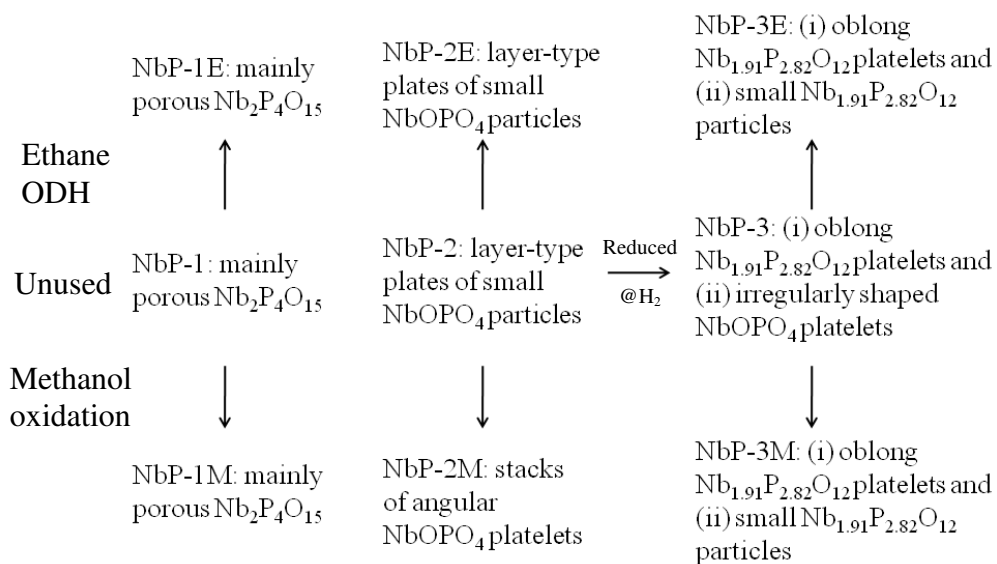 NbP-1E: mainly
porous Nb2P4O15
NbP-2E: layer-type
plates of small
NbOPO4 particles
NbP-3E: (i) oblong
Nb1.91P2.82O12 platelets and
(ii) small Nb1.91P2.82O12
particles
Ethane
ODH
Unused
NbP-1: mainly
porous Nb2P4O15
NbP-2: layer-type
plates of small
NbOPO4 particles
Reduced
@H2
NbP-3: (i) oblong
Nb1.91P2.82O12 platelets and
(ii) irregularly shaped
NbOPO4 platelets
Methanol
oxidation
NbP-1M: mainly
porous Nb2P4O15
NbP-2M: stacks
of angular
NbOPO4 platelets
NbP-3M: (i) oblong
Nb1.91P2.82O12 platelets and
(ii) small Nb1.91P2.82O12
particles